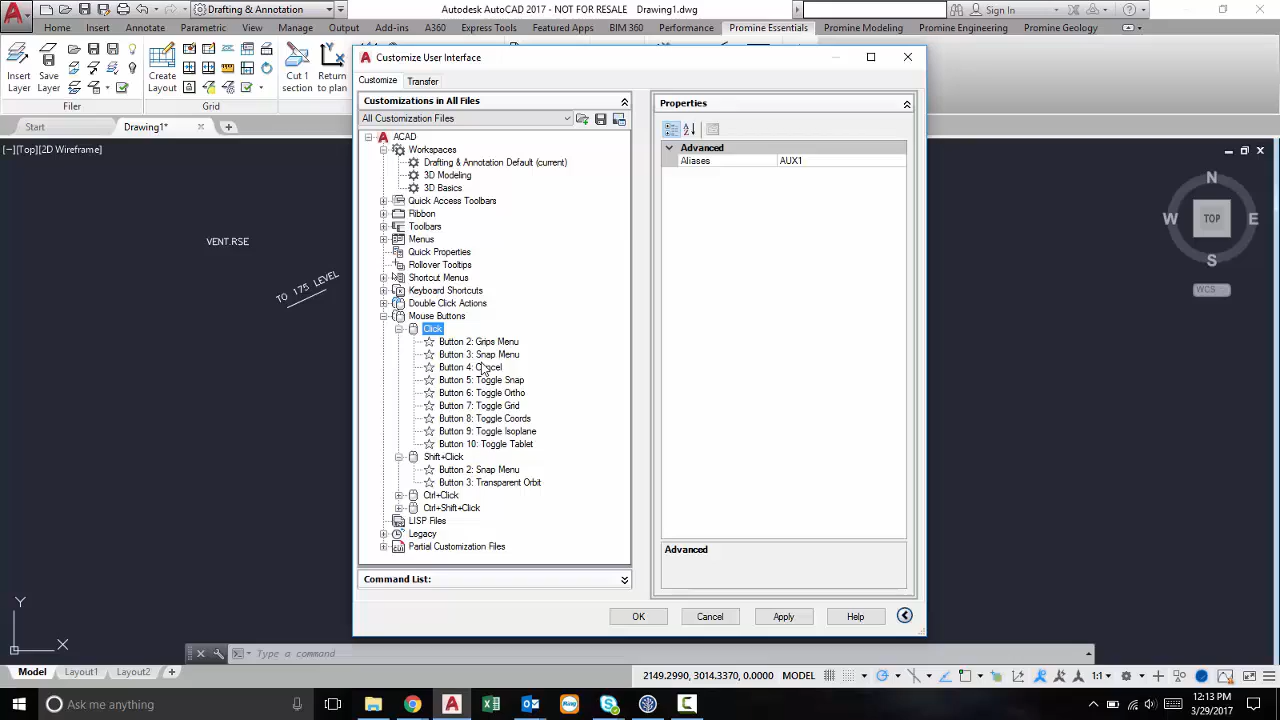 Drafting & Annotation
Autodesk AutoCAD 2017 - NOT FOR RESALE Drawing1.dwg
Sign In
Home
Insert
Annotate
Parametric
View
Manage
Output
Add-ins
A360
Express Tools
Featured Apps
BIM 360
Performance
Promine Essentials
Promine Modeling
Promine Engineering
Promine Geology
Insert Layer
Save Layer
Create Layout
Cut 1 section
Return to plan
Filer
Grid
Start
Drawing1*
[–][Top][2D Wireframe]
VENT.RSE
TO 175 LEVEL
Customize User Interface
Customize
Transfer
Customizations in All Files
All Customization Files
ACAD
Workspaces
Drafting & Annotation Default (current)
3D Modeling
3D Basics
Quick Access Toolbars
Ribbon
Toolbars
Menus
Quick Properties
Rollover Tooltips
Shortcut Menus
Keyboard Shortcuts
Double Click Actions
Mouse Buttons
Click
Button 2: Grips Menu
Button 3: Snap Menu
Button 4: Cancel
Button 5: Toggle Snap
Button 6: Toggle Ortho
Button 7: Toggle Grid
Button 8: Toggle Coords
Button 9: Toggle Isoplane
Button 10: Toggle Tablet
Shift+Click
Button 2: Snap Menu
Button 3: Transparent Orbit
Ctrl+Click
Ctrl+Shift+Click
LISP Files
Legacy
Partial Customization Files
Command List:
Properties
Advanced
Aliases AUX1
Advanced
OK
Cancel
Apply
Help
N
W TOP E
S
WCS
Y
X
Type a command
Model
Layout1
Layout2
2149.2990, 3014.3370, 0.0000 MODEL
1:1
Ask me anything
12:13 PM
3/29/2017